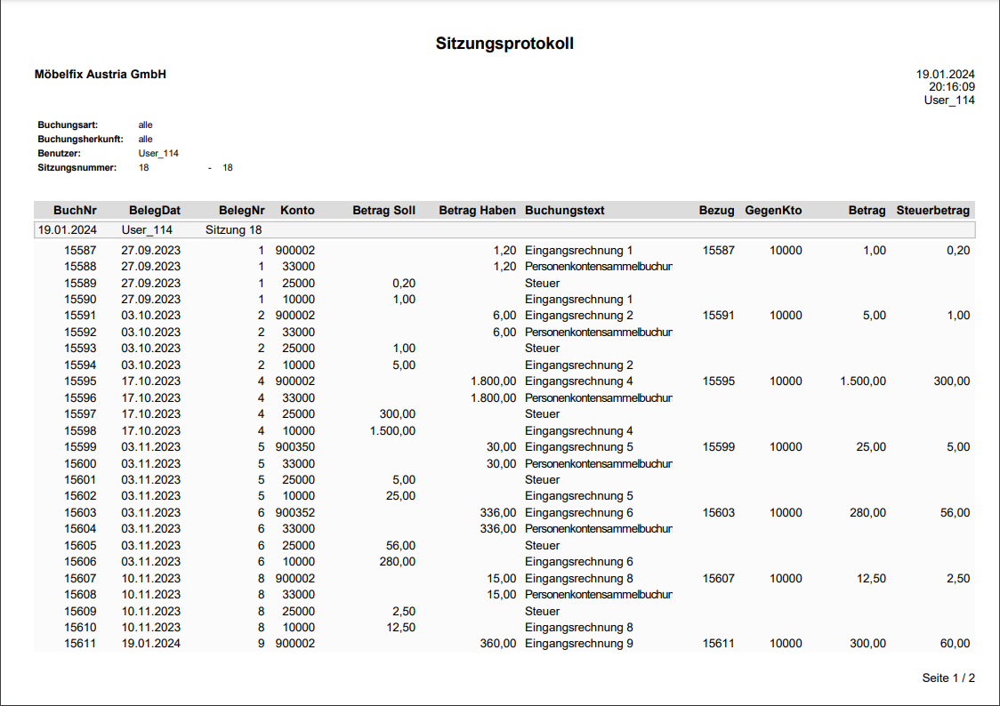 Sitzungsprotokoll
Möbelfix Austria GmbH
19.01.2024
20:16:09
User_114
Buchungsart: alle
Buchungsherkunft: alle
Benutzer: User_114
Sitzungsnummer: 18 - 18
BuchNr BelegDat BelegNr Konto Betrag Soll Betrag Haben Buchungstext Bezug GegenKto Betrag Steuerbetrag
19.01.2024 User_114 Sitzung 18
15587 27.09.2023 1 900002 1,20 Eingangsrechnung 1 15587 10000 1,00 0,20
15588 27.09.2023 1 33000 1,20 Personenkontensammelbuchur
15589 27.09.2023 1 25000 0,20 Steuer
15590 27.09.2023 1 10000 1,00 Eingangsrechnung 1
15591 03.10.2023 2 900002 6,00 Eingangsrechnung 2 15591 10000 5,00 1,00
15592 03.10.2023 2 33000 6,00 Personenkontensammelbuchur
15593 03.10.2023 2 25000 1,00 Steuer
15594 03.10.2023 2 10000 5,00 Eingangsrechnung 2
15595 17.10.2023 4 900002 1.800,00 Eingangsrechnung 4 15595 10000 1.500,00 300,00
15596 17.10.2023 4 33000 1.800,00 Personenkontensammelbuchur
15597 17.10.2023 4 25000 300,00 Steuer
15598 17.10.2023 4 10000 1.500,00 Eingangsrechnung 4
15599 03.11.2023 5 900350 30,00 Eingangsrechnung 5 15599 10000 25,00 5,00
15600 03.11.2023 5 33000 30,00 Personenkontensammelbuchur
15601 03.11.2023 5 25000 5,00 Steuer
15602 03.11.2023 5 10000 25,00 Eingangsrechnung 5
15603 03.11.2023 6 900352 336,00 Eingangsrechnung 6 15603 10000 280,00 56,00
15604 03.11.2023 6 33000 336,00 Personenkontensammelbuchur
15605 03.11.2023 6 25000 56,00 Steuer
15606 03.11.2023 6 10000 280,00 Eingangsrechnung 6
15607 10.11.2023 8 900002 15,00 Eingangsrechnung 8 15607 10000 12,50 2,50
15608 10.11.2023 8 33000 15,00 Personenkontensammelbuchur
15609 10.11.2023 8 25000 2,50 Steuer
15610 10.11.2023 8 10000 12,50 Eingangsrechnung 8
15611 19.01.2024 9 900002 360,00 Eingangsrechnung 9 15611 10000 300,00 60,00
Seite 1 / 2